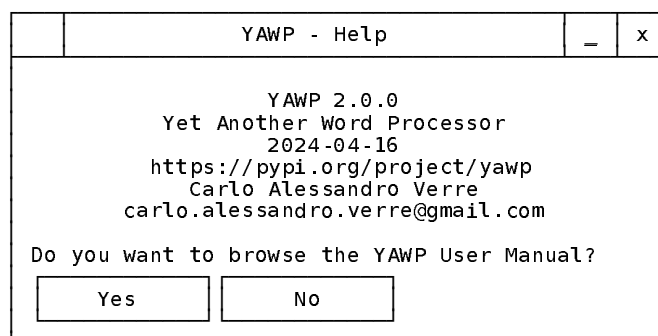 YAWP - Help _ x
YAWP 2.0.0
Yet Another Word Processor
2024-04-16
https://pypi.org/project/yawp
Carlo Alessandro Verre
carlo.alessandro.verre@gmail.com
Do you want to browse the YAWP User Manual?
Yes No